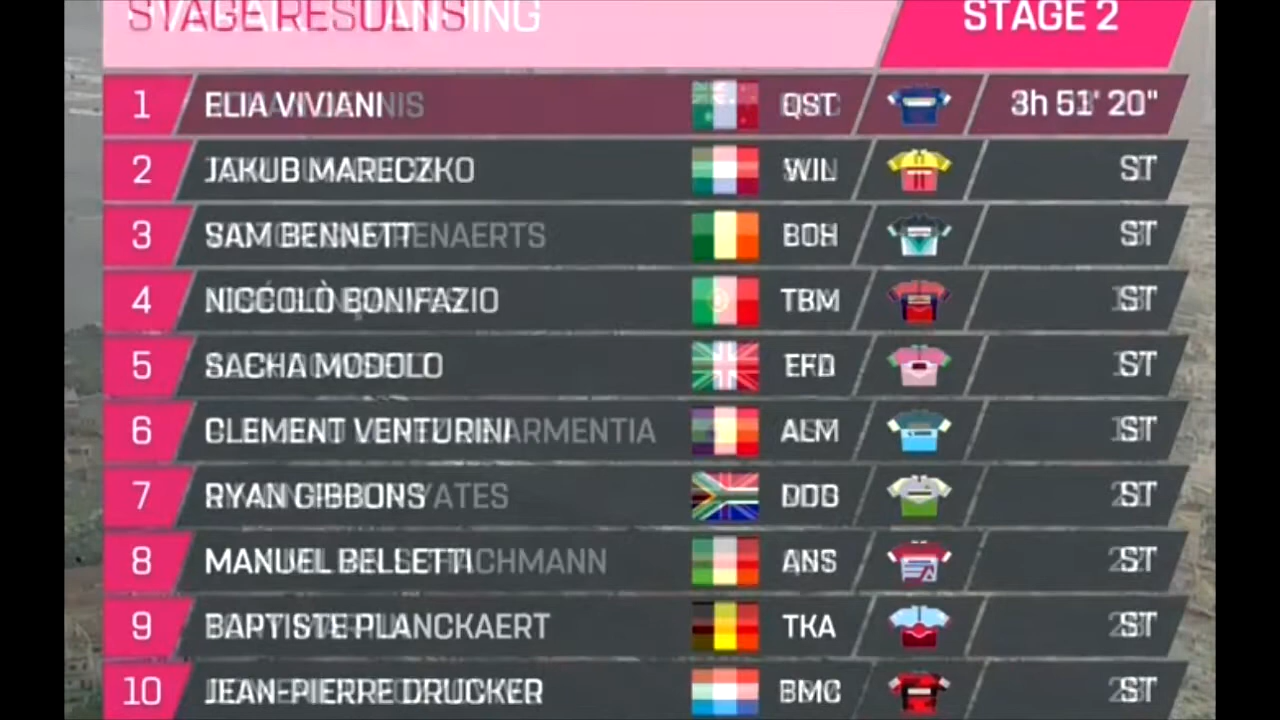 STAGE RESULTS STAGE 2
1 ELIA VIVIANI QST 3h 51' 20"
2 JAKUB MARECZKO WIL ST
3 SAM BENNETT BOH ST
4 NICCOLÒ BONIFAZIO TBM ST
5 SACHA MODOLO EFD ST
6 CLEMENT VENTURINI ALM ST
7 RYAN GIBBONS DDD ST
8 MANUEL BELLETTI ANS ST
9 BAPTISTE PLANCKAERT TKA ST
10 JEAN-PIERRE DRUCKER BMC ST